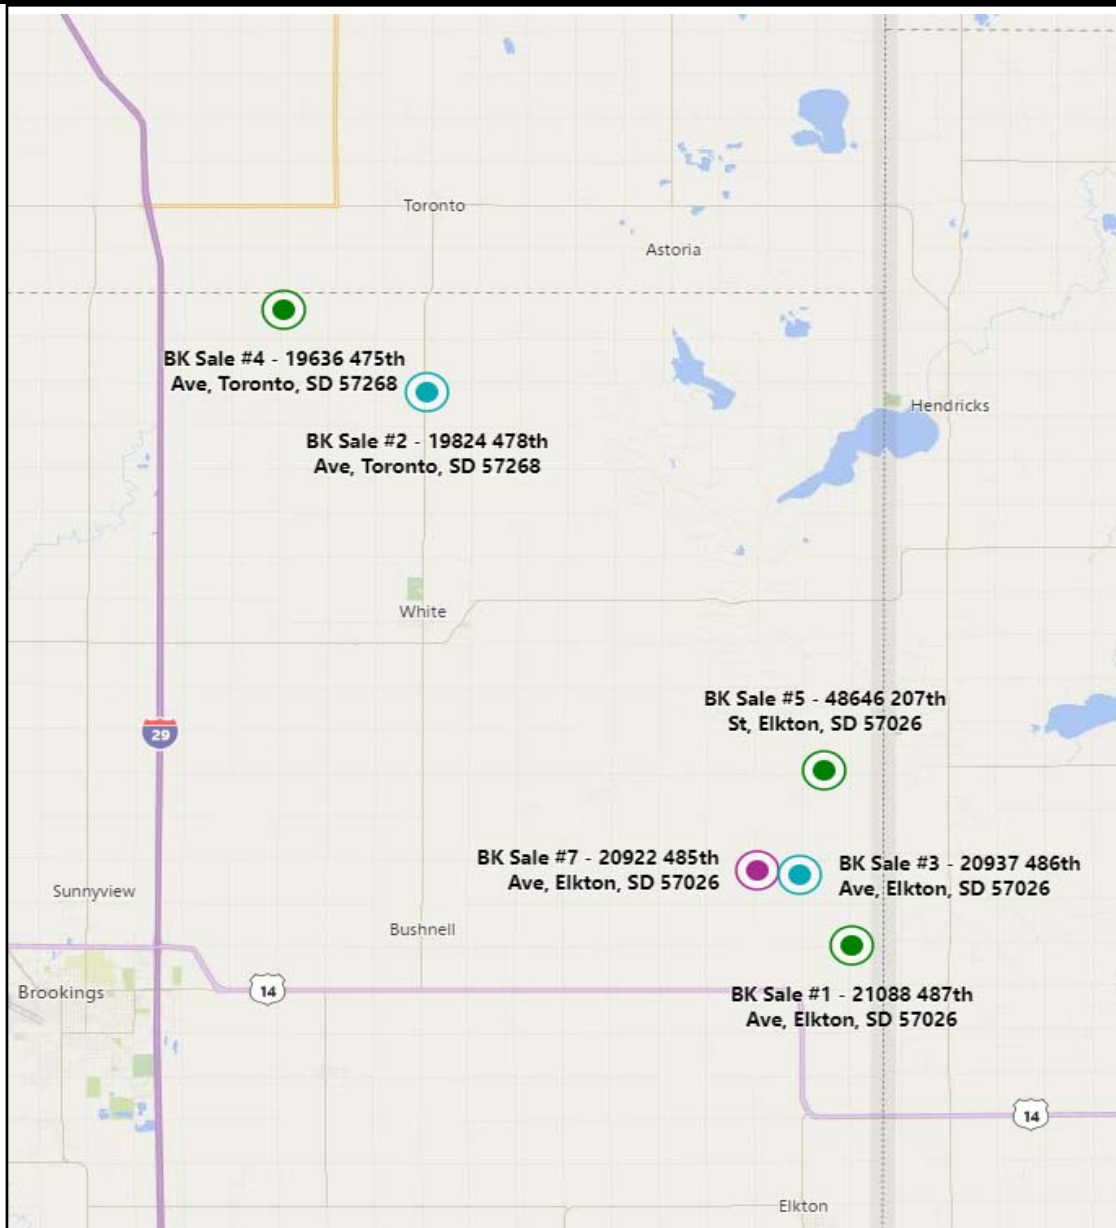 Toronto
Astoria
BK Sale #4 - 19636 475th
Ave, Toronto, SD 57268
Hendricks
BK Sale #2 - 19824 478th
Ave, Toronto, SD 57268
White
BK Sale #5 - 48646 207th
St, Elkton, SD 57026
29
BK Sale #7 - 20922 485th
Ave, Elkton, SD 57026
BK Sale #3 - 20937 486th
Ave, Elkton, SD 57026
Sunnyview
Bushnell
Brookings
14
BK Sale #1 - 21088 487th
Ave, Elkton, SD 57026
14
Elkton